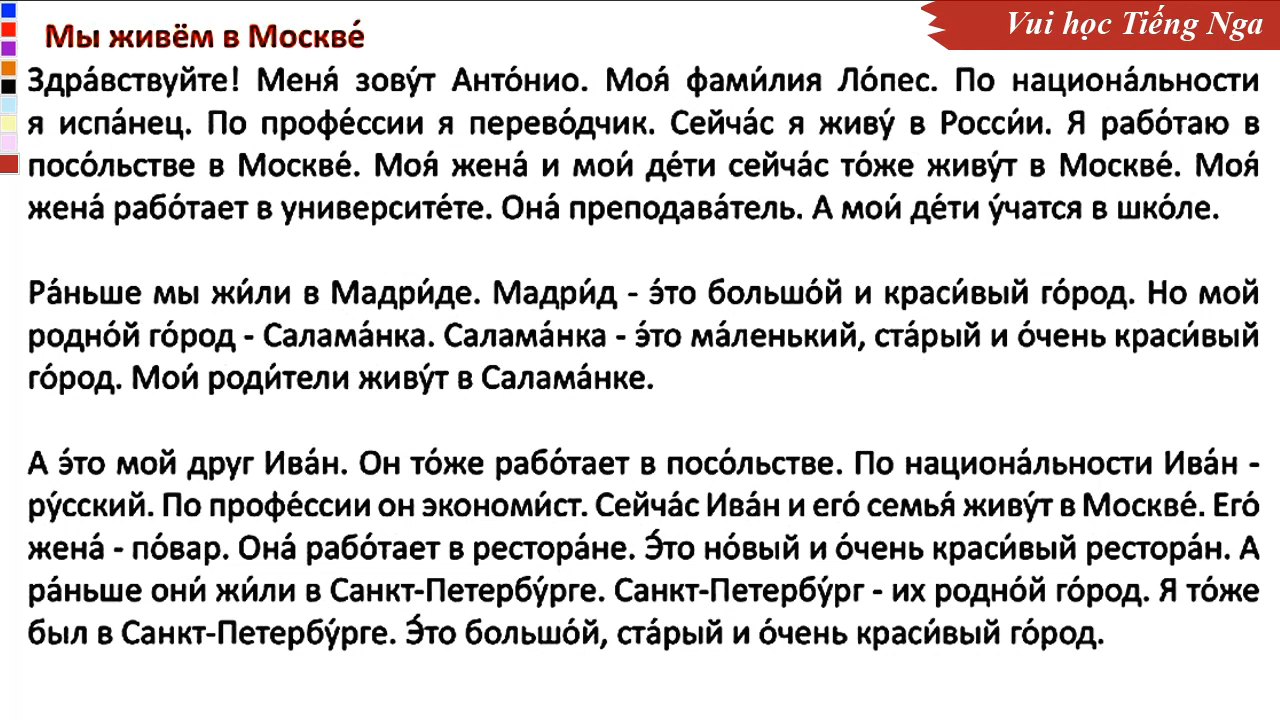 Vui học Tiếng Nga
Мы живём в Москве́
Здра́вствуйте! Меня́ зову́т Анто́нио. Моя́ фами́лия Ло́пес. По национа́льности
я испа́нец. По профе́ссии я перево́дчик. Сейча́с я живу́ в Росси́и. Я рабо́таю в
посо́льстве в Москве́. Моя́ жена́ и мои́ де́ти сейча́с то́же живу́т в Москве́. Моя́
жена́ рабо́тает в университе́те. Она́ преподава́тель. А мои́ де́ти у́чатся в шко́ле.
Ра́ньше мы жи́ли в Мадри́де. Мадри́д - э́то большо́й и краси́вый го́род. Но мой
родно́й го́род - Салама́нка. Салама́нка - э́то ма́ленький, ста́рый и о́чень краси́вый
го́род. Мои́ роди́тели живу́т в Салама́нке.
А э́то мой друг Ива́н. Он то́же рабо́тает в посо́льстве. По национа́льности Ива́н -
ру́сский. По профе́ссии он экономи́ст. Сейча́с Ива́н и его́ семья́ живу́т в Москве́. Его́
жена́ - по́вар. Она́ рабо́тает в рестора́не. Э́то но́вый и о́чень краси́вый рестора́н. А
ра́ньше они́ жи́ли в Санкт-Петербу́рге. Санкт-Петербу́рг - их родно́й го́род. Я то́же
был в Санкт-Петербу́рге. Э́то большо́й, ста́рый и о́чень краси́вый го́род.